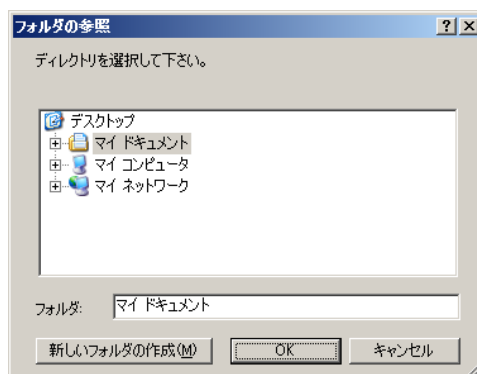 フォルダの参照
ディレクトリを選択して下さい。
デスクトップ
マイ ドキュメント
マイ コンピュータ
マイ ネットワーク
フォルダ: マイ ドキュメント
新しいフォルダの作成(M) OK キャンセル